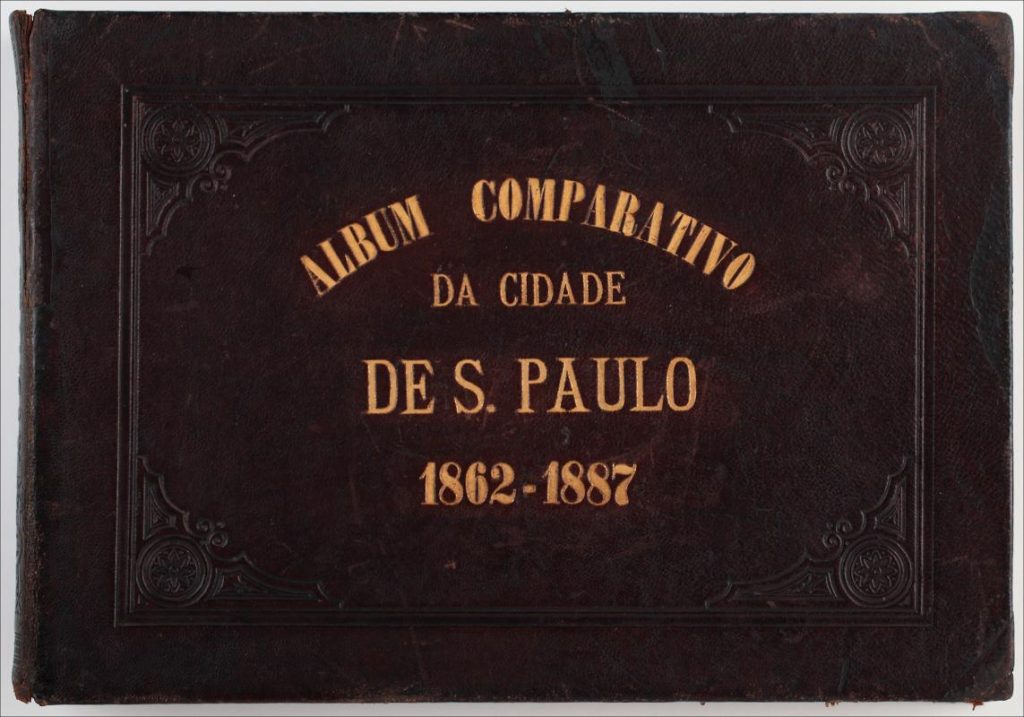 ALBUM COMPARATIVO
DA CIDADE
DE S. PAULO
1862-1887